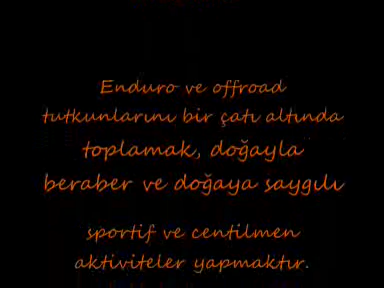 Enduro ve offroad
tutkunlarını bir çatı altında
toplamak, doğayla
beraber ve doğaya saygılı
sportif ve centilmen
aktiviteler yapmaktır.